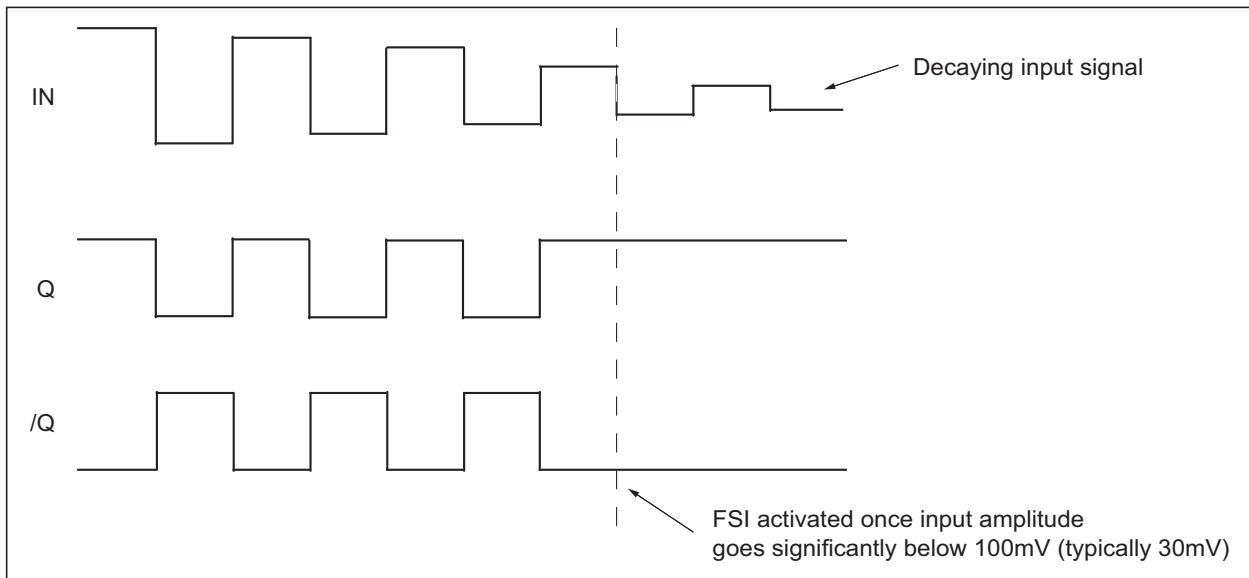 IN
Decaying input signal
Q
/Q
FSI activated once input amplitude
goes significantly below 100mV (typically 30mV)